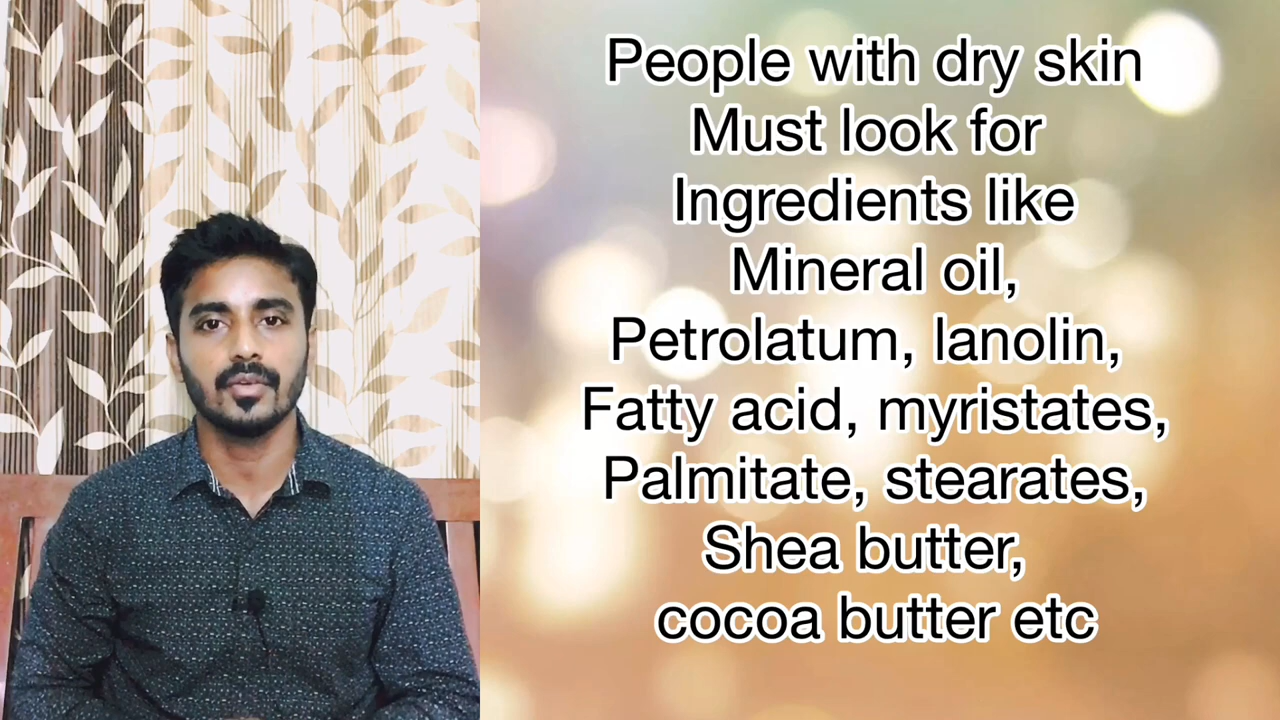 People with dry skin
Must look for
Ingredients like
Mineral oil,
Petrolatum, lanolin,
Fatty acid, myristates,
Palmitate, stearates,
Shea butter,
cocoa butter etc